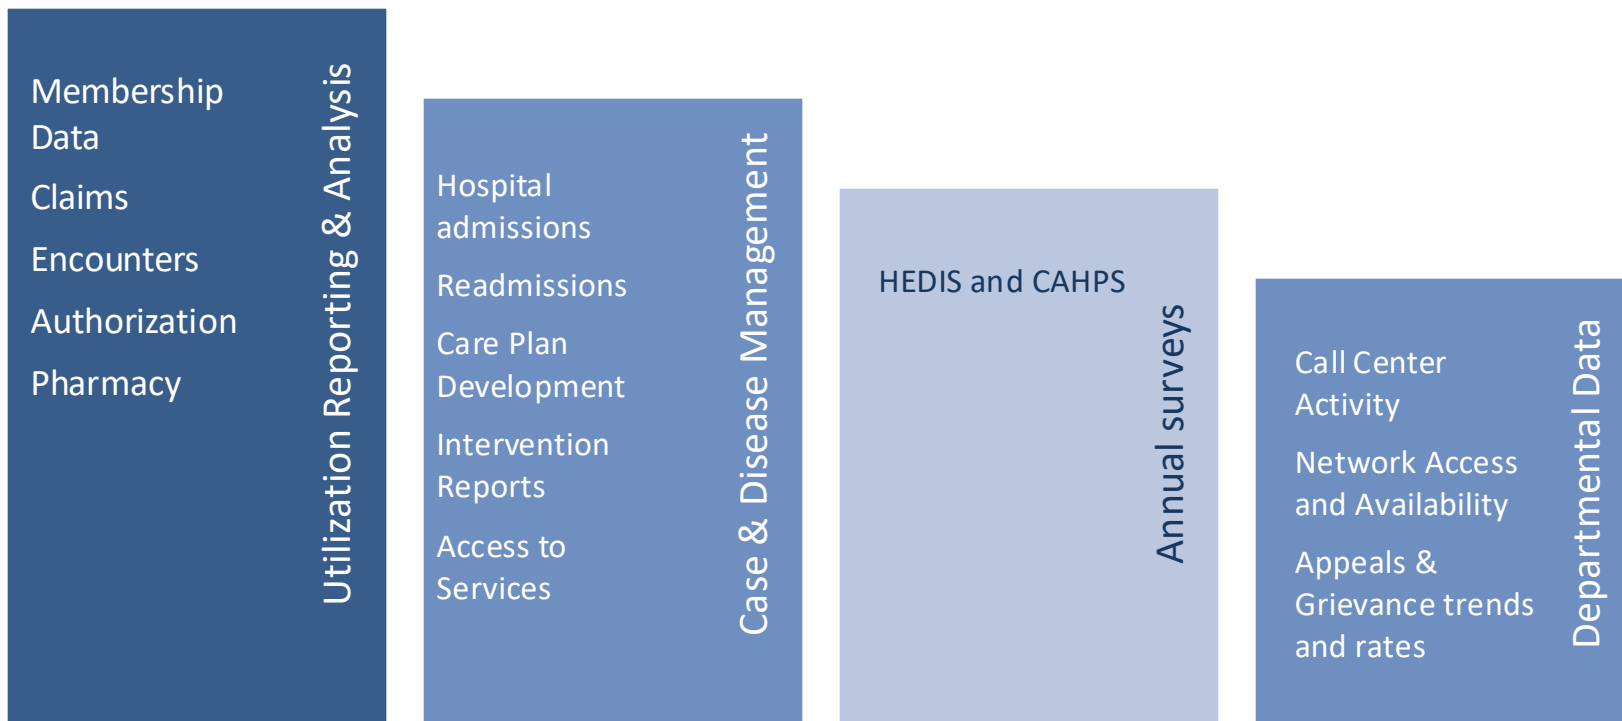 Membership
Data
Claims
Encounters
Authorization
Pharmacy
Utilization Reporting & Analysis
Hospital
admissions
Readmissions
Care Plan
Development
Intervention
Reports
Access to
Services
Case & Disease Management
HEDIS and CAHPS
Annual surveys
Call Center
Activity
Network Access
and Availability
Appeals &
Grievance trends
and rates
Departmental Data